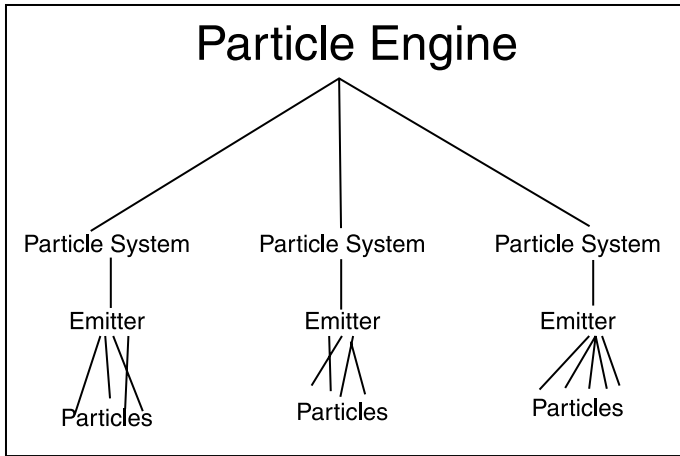 Particle Engine
Particle System Particle System Particle System
Emitter Emitter Emitter
Particles Particles Particles